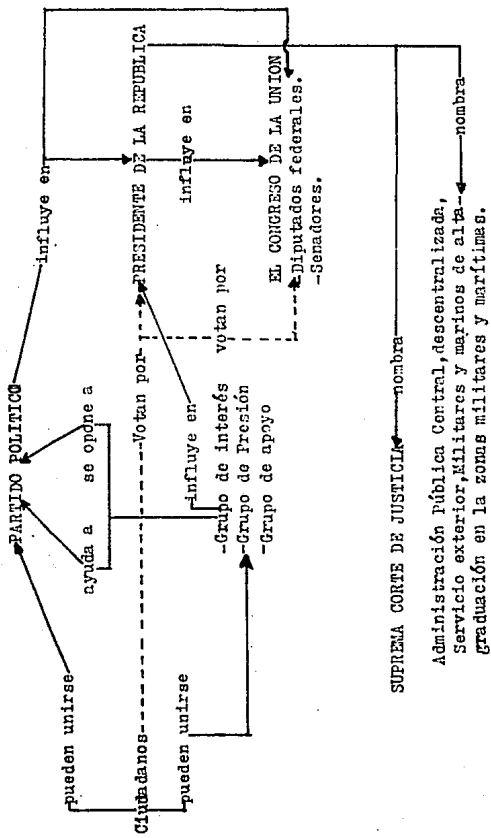 PARTIDO POLITICO
influye en
pueden unirse
ayuda a se opone a
Ciudadanos
Votan por
PRESIDENTE DE LA REPUBLICA
pueden unirse
influye en
votan por
influye en
-Grupo de interés
-Grupo de Presión
-Grupo de apoyo
EL CONGRESO DE LA UNION
-Diputados federales.
-Senadores.
SUPREMA CORTE DE JUSTICIA
nombra
Administración Pública Central, descentralizada,
Servicio exterior, Militares y marinos de alta
nombra
graduación en la zonas militares y marítimas.